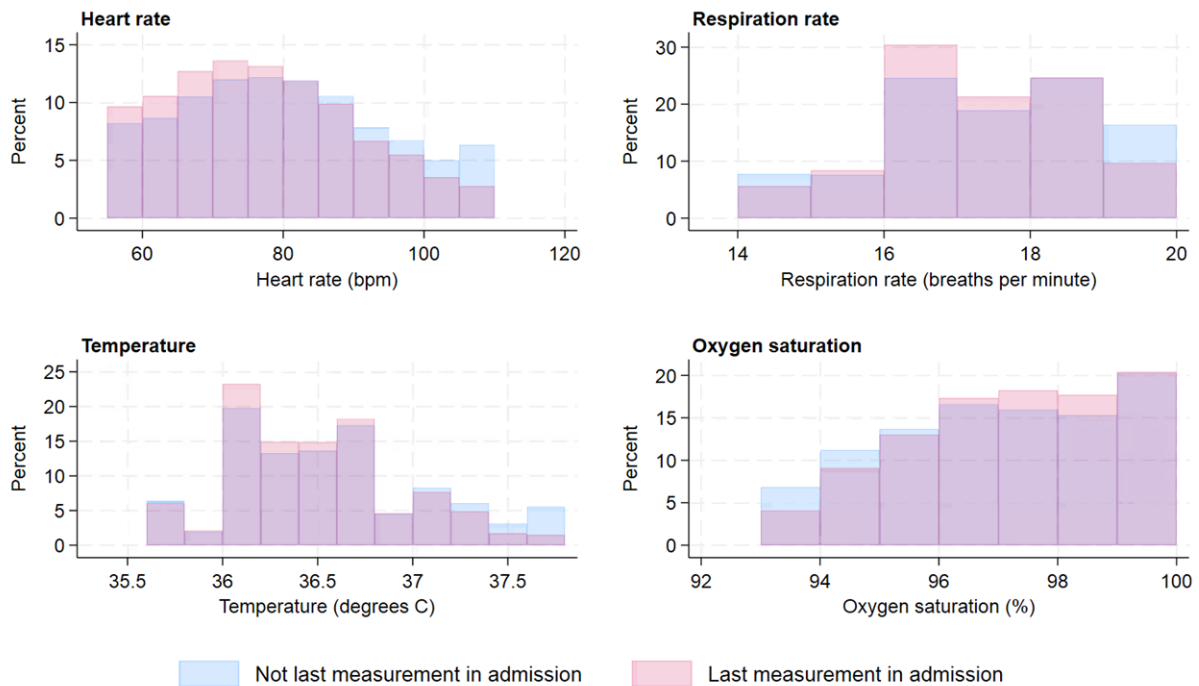 Heart rate
15
10
5
0
Percent
60 80 100 120
Heart rate (bpm)
Respiration rate
30
20
10
0
Percent
14 16 18 20
Respiration rate (breaths per minute)
Temperature
25
20
15
10
5
0
Percent
35.5 36 36.5 37 37.5
Temperature (degrees C)
Oxygen saturation
20
15
10
5
0
Percent
92 94 96 98 100
Oxygen saturation (%)
Not last measurement in admission
Last measurement in admission